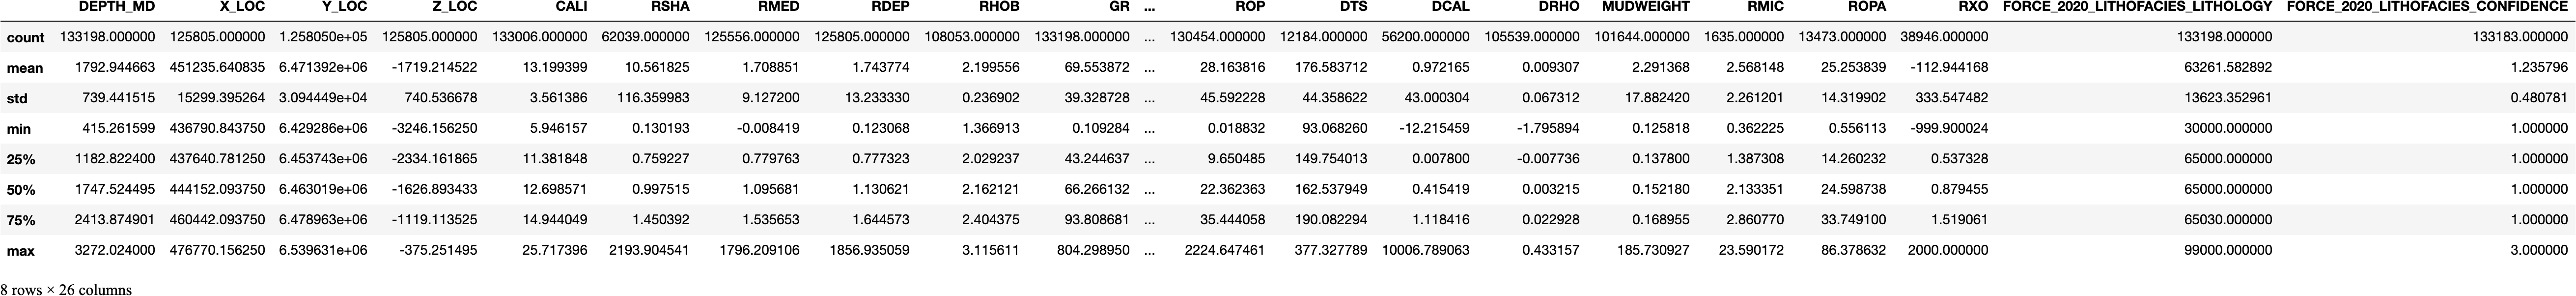 DEPTH_MD X_LOC Y_LOC Z_LOC CALI RSHA RMED RDEP RHOB GR ... ROP DTS DCAL DRHO MUDWEIGHT RMIC ROPA RXO FORCE_2020_LITHOFACIES_LITHOLOGY FORCE_2020_LITHOFACIES_CONFIDENCE
count 133198.000000 125805.000000 1.258050e+05 125805.000000 133006.000000 62039.000000 125556.000000 125805.000000 108053.000000 133198.000000 ... 130454.000000 12184.000000 56200.000000 105539.000000 101644.000000 1635.000000 13473.000000 38946.000000 133198.000000 133183.000000
mean 1792.944663 451235.640835 6.471392e+06 -1719.214522 13.199399 10.561825 1.708851 1.743774 2.199556 69.553872 ... 28.163816 176.583712 0.972165 0.009307 2.291368 2.568148 25.253839 -112.944168 63261.582892 1.235796
std 739.441515 15299.395264 3.094449e+04 740.536678 3.561386 116.359983 9.127200 13.233330 0.236902 39.328728 ... 45.592228 44.358622 43.000304 0.067312 17.882420 2.261201 14.319902 333.547482 13623.352961 0.480781
min 415.261599 436790.843750 6.429286e+06 -3246.156250 5.946157 0.130193 -0.008419 0.123068 1.366913 0.109284 ... 0.018832 93.068260 -12.215459 -1.795894 0.125818 0.362225 0.556113 -999.900024 30000.000000 1.000000
25% 1182.822400 437640.781250 6.453743e+06 -2334.161865 11.381848 0.759227 0.779763 0.777323 2.029237 43.244637 ... 9.650485 149.754013 0.007800 -0.007736 0.137800 1.387308 14.260232 0.537328 65000.000000 1.000000
50% 1747.524495 444152.093750 6.463019e+06 -1626.893433 12.698571 0.997515 1.095681 1.130621 2.162121 66.266132 ... 22.362363 162.537949 0.415419 0.003215 0.152180 2.133351 24.598738 0.879455 65000.000000 1.000000
75% 2413.874901 460442.093750 6.478963e+06 -1119.113525 14.944049 1.450392 1.535653 1.644573 2.404375 93.808681 ... 35.444058 190.082294 1.118416 0.022928 0.168955 2.860770 33.749100 1.519061 65030.000000 1.000000
max 3272.024000 476770.156250 6.539631e+06 -375.251495 25.717396 2193.904541 1796.209106 1856.935059 3.115611 804.298950 ... 2224.647461 377.327789 10006.789063 0.433157 185.730927 23.590172 86.378632 2000.000000 99000.000000 3.000000
8 rows × 26 columns